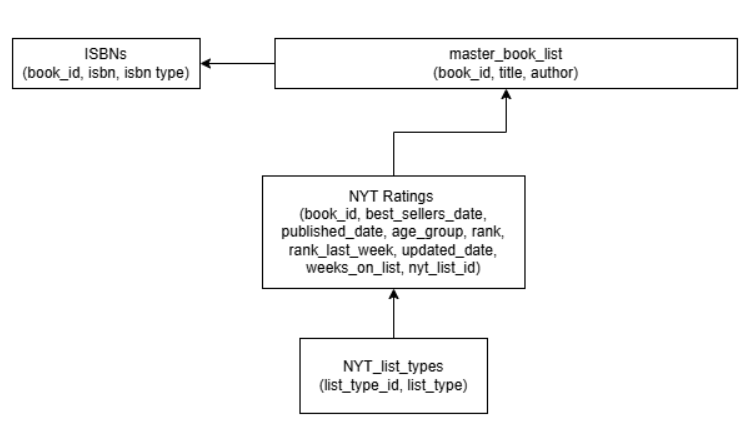 ISBNs
(book_id, isbn, isbn type)
master_book_list
(book_id, title, author)
NYT Ratings
(book_id, best_sellers_date,
published_date, age_group, rank,
rank_last_week, updated_date,
weeks_on_list, nyt_list_id)
NYT_list_types
(list_type_id, list_type)